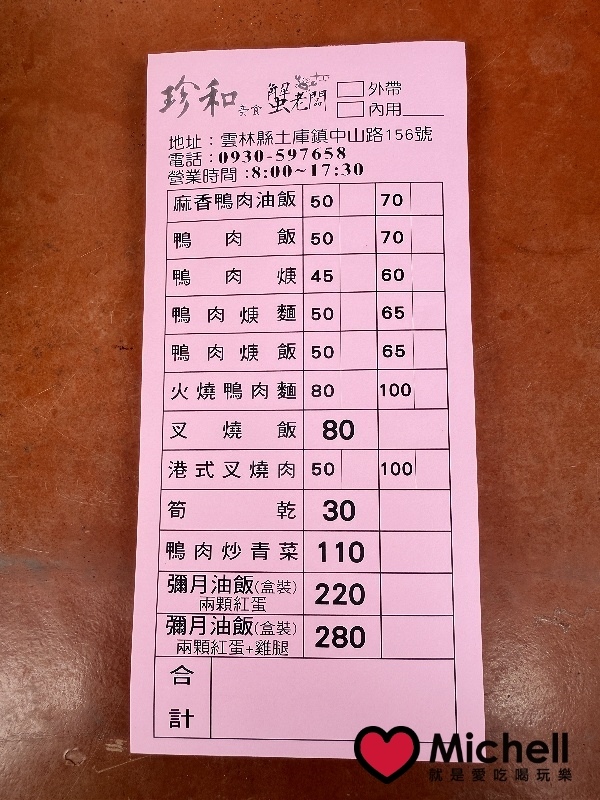 珍和美食 蟹老闆 外帶
內用
地址：雲林縣土庫鎮中山路156號
電話：0930-597658
營業時間：8:00~17:30
麻香鴨肉油飯 50 70
鴨肉飯 50 70
鴨肉焿 45 60
鴨肉焿麵 50 65
鴨肉焿飯 50 65
火燒鴨肉麵 80 100
叉燒飯 80
港式叉燒肉 50 100
筍乾 30
鴨肉炒青菜 110
彌月油飯(盒裝) 220
兩顆紅蛋
彌月油飯(盒裝) 280
兩顆紅蛋+雞腿
合計
Michell
就是愛吃喝玩樂